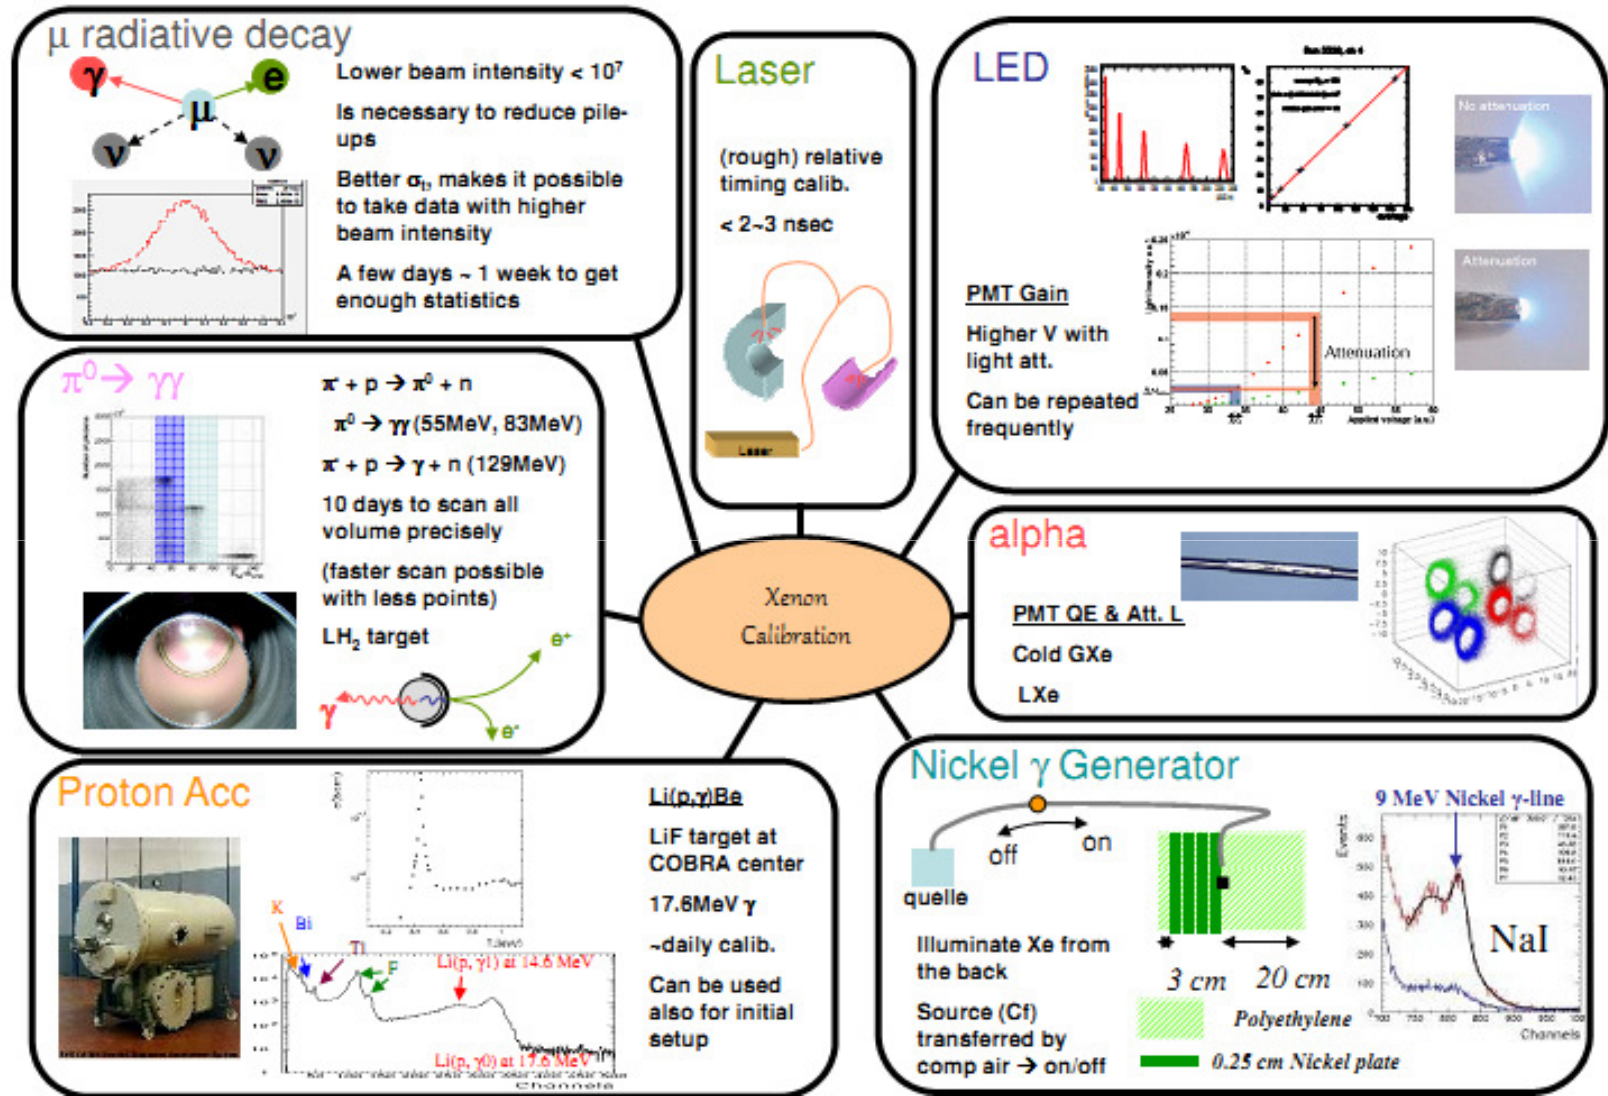 μ radiative decay
γ
e
μ
ν
ν
Lower beam intensity < 10⁷
Is necessary to reduce pile-
ups
Better σₜ, makes it possible
to take data with higher
beam intensity
A few days ~ 1 week to get
enough statistics
Laser
(rough) relative
timing calib.
< 2~3 nsec
Laser
LED
No attenuation
Attenuation
PMT Gain
Higher V with
light att.
Can be repeated
frequently
Attenuation
Applied voltage [a.u.]
π⁰→ γγ
π⁻ + p → π⁰ + n
π⁰ → γγ (55MeV, 83MeV)
π⁻ + p → γ + n (129MeV)
10 days to scan all
volume precisely
(faster scan possible
with less points)
LH₂ target
γ
e⁺
e⁻
Xenon
Calibration
alpha
PMT QE & Att. L
Cold GXe
LXe
Proton Acc
Li(p,γ)Be
LiF target at
COBRA center
17.6MeV γ
~daily calib.
Can be used
also for initial
setup
K
Bi
Tl
F
Li(p, γ1) at 14.6 MeV
Li(p, γ0) at 17.6 MeV
Channels
Nickel γ Generator
off
on
quelle
Illuminate Xe from
the back
Source (Cf)
transferred by
comp air → on/off
3 cm
20 cm
Polyethylene
0.25 cm Nickel plate
9 MeV Nickel γ-line
Events
NaI
Channels